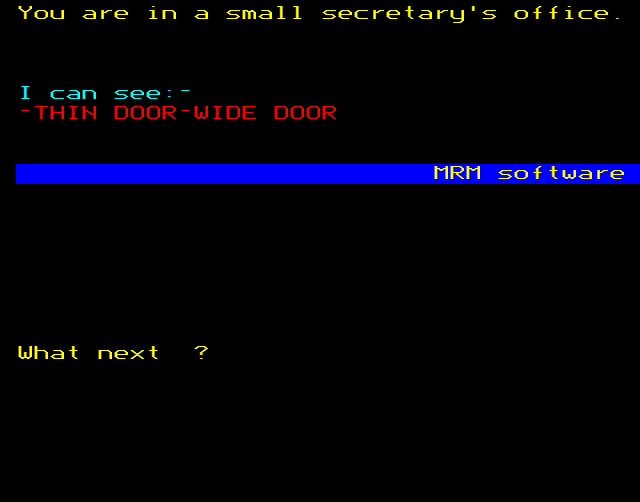 You are in a small secretary's office.
I can see:-
-THIN DOOR-WIDE DOOR
MRM software
What next  ?